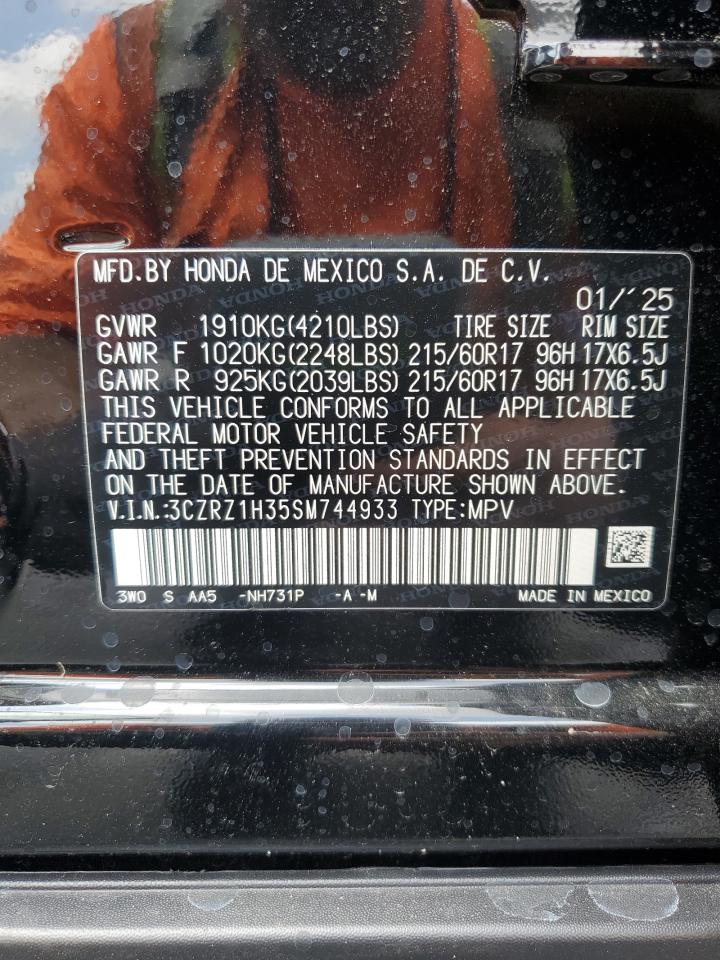 MFD.BY HONDA DE MEXICO S.A. DE C.V.
01/´25
GVWR 1910KG(4210LBS) TIRE SIZE RIM SIZE
GAWR F 1020KG(2248LBS) 215/60R17 96H 17X6.5J
GAWR R 925KG(2039LBS) 215/60R17 96H 17X6.5J
THIS VEHICLE CONFORMS TO ALL APPLICABLE
FEDERAL MOTOR VEHICLE SAFETY
AND THEFT PREVENTION STANDARDS IN EFFECT
ON THE DATE OF MANUFACTURE SHOWN ABOVE.
V.I.N.:3CZRZ1H35SM744933 TYPE:MPV
3W0 S AA5 -NH731P -A -M MADE IN MEXICO